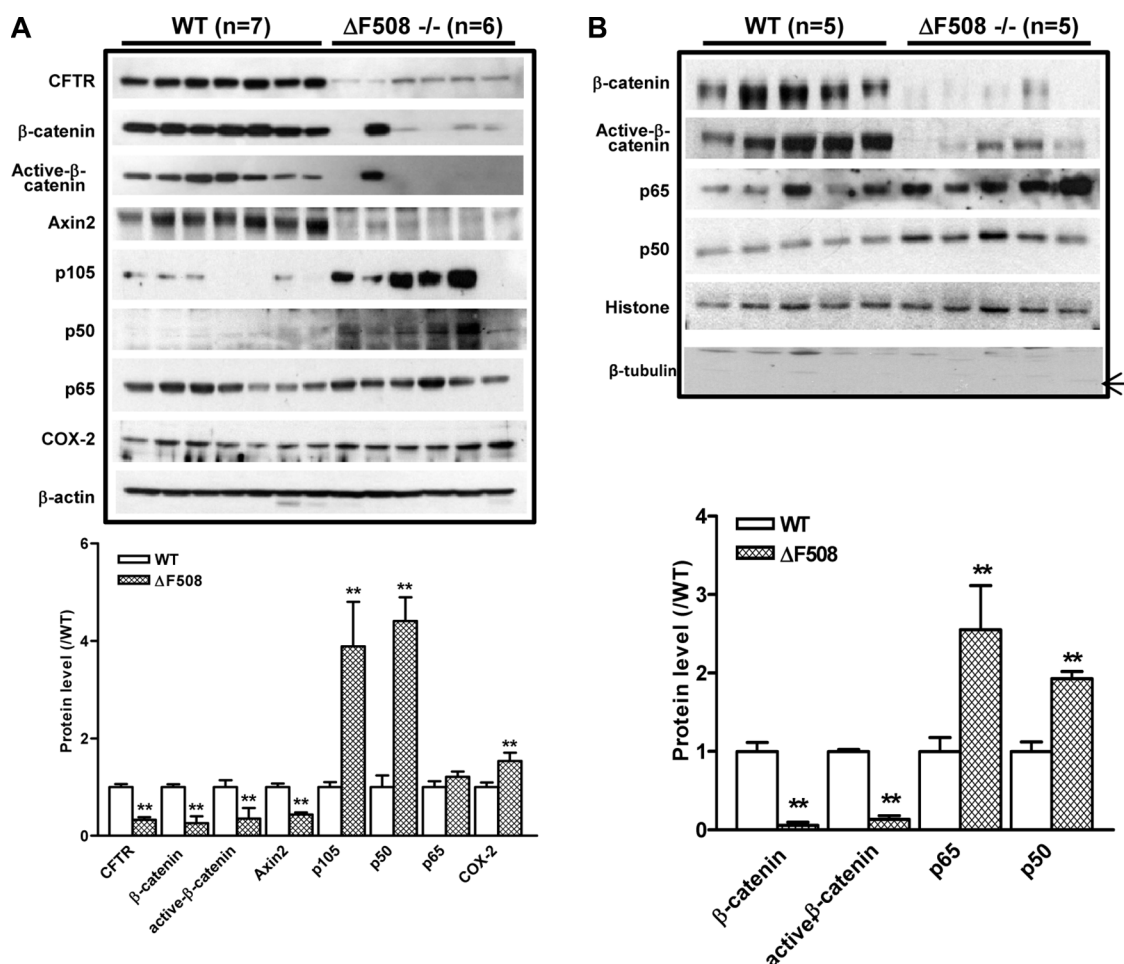 A
WT (n=7)
ΔF508 -/- (n=6)
CFTR
β-catenin
Active-β-
catenin
Axin2
p105
p50
p65
COX-2
β-actin
Protein level (/WT)
6
4
2
0
WT
ΔF508
**
**
**
**
**
**
**
CFTR
β-catenin
active-β-catenin
Axin2
p105
p50
p65
COX-2
B
WT (n=5)
ΔF508 -/- (n=5)
β-catenin
Active-β-
catenin
p65
p50
Histone
β-tubulin
Protein level (/WT)
4
3
2
1
0
WT
ΔF508
**
**
**
**
β-catenin
active,β-catenin
p65
p50